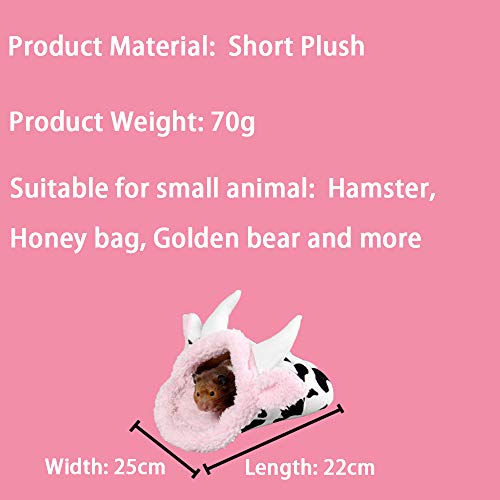 Product Material:  Short Plush
Product Weight: 70g
Suitable for small animal:  Hamster,
Honey bag, Golden bear and more
Width: 25cm
Length: 22cm